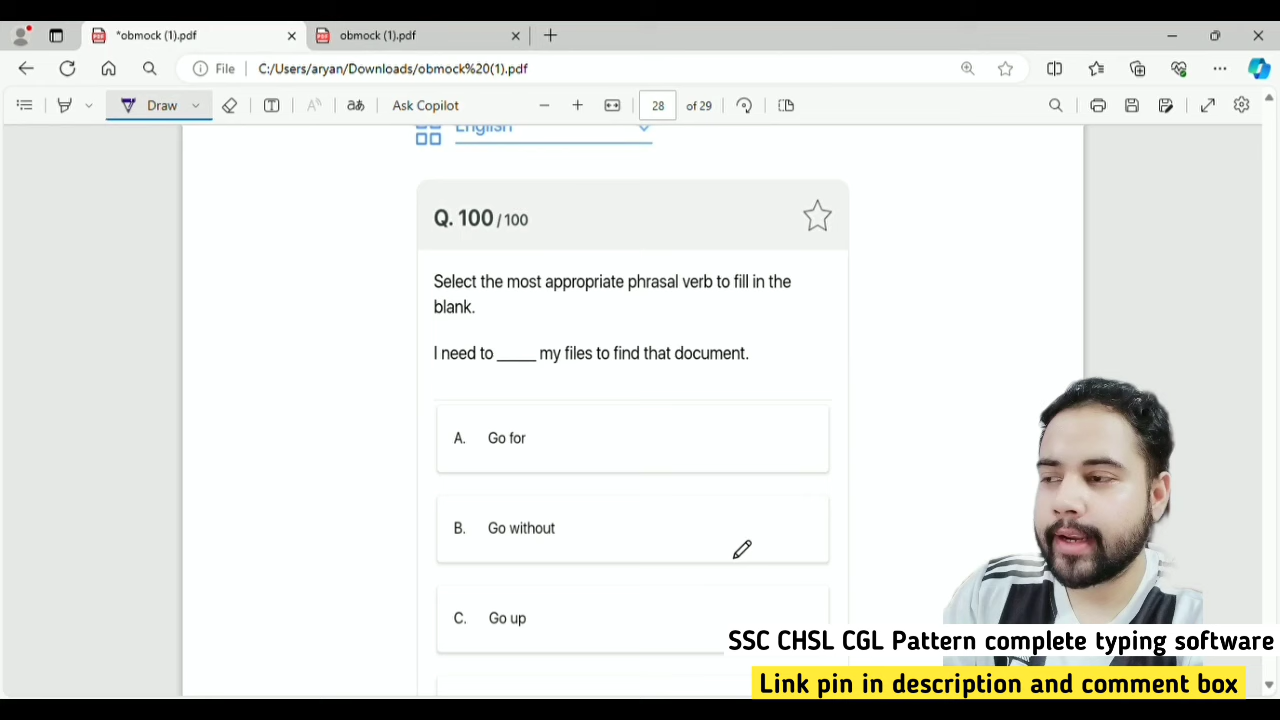 *obmock (1).pdf
obmock (1).pdf
File
C:/Users/aryan/Downloads/obmock%20(1).pdf
Draw
aあ
Ask Copilot
28
of 29
English
Q. 100 / 100
Select the most appropriate phrasal verb to fill in the
blank.
I need to _____ my files to find that document.
A. Go for
B. Go without
C. Go up
SSC CHSL CGL Pattern complete typing software
Link pin in description and comment box